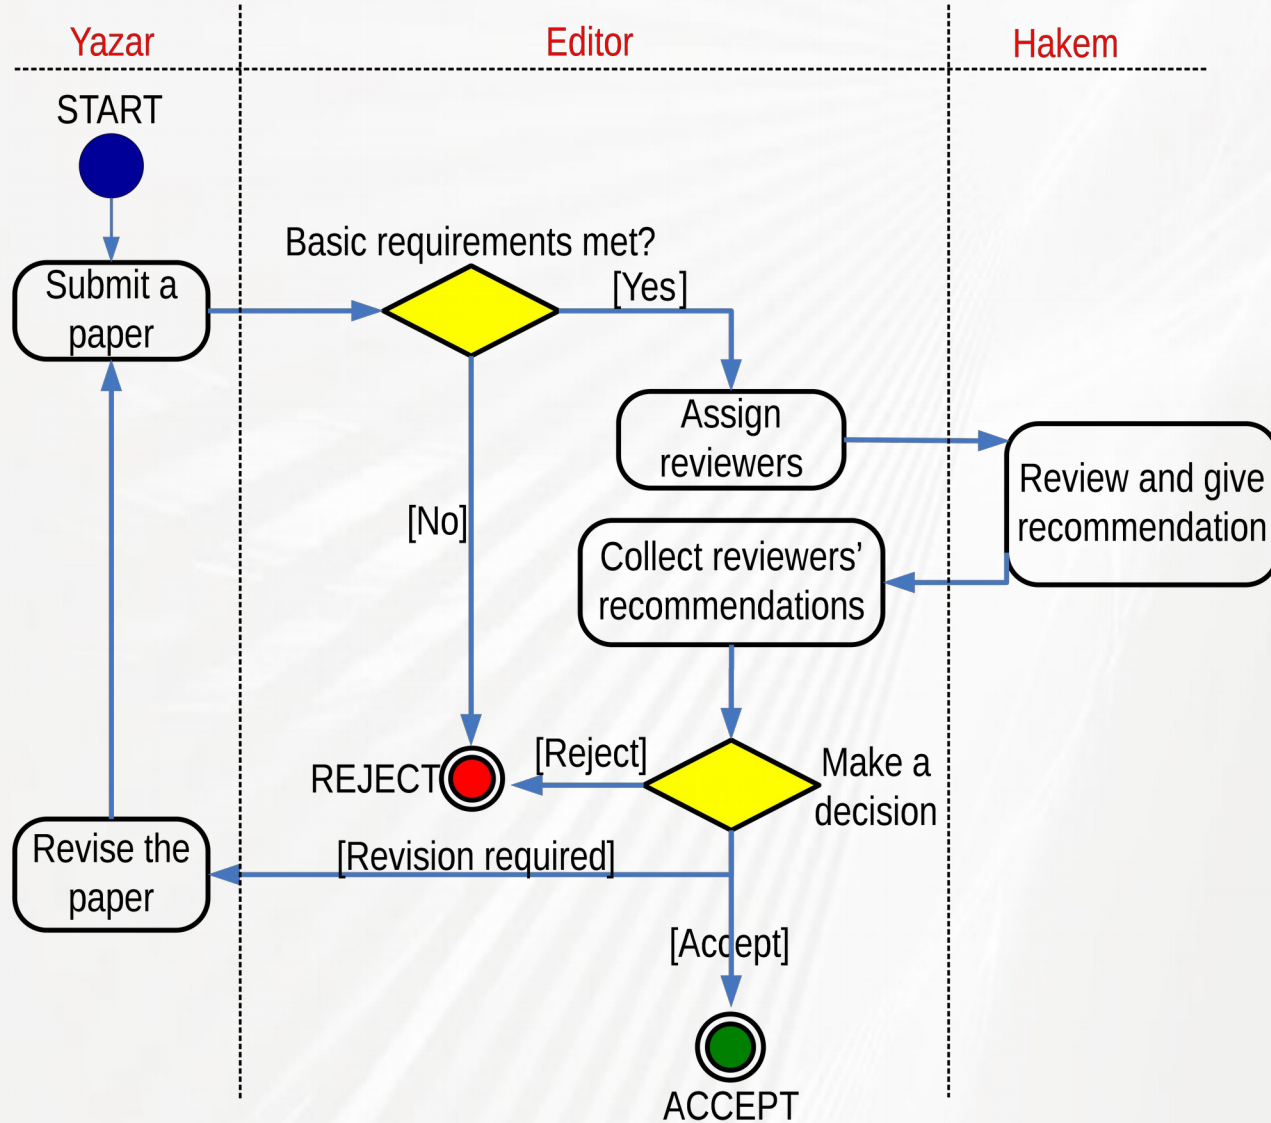 Yazar
Editor
Hakem
START
Basic requirements met?
Submit a
paper
[Yes]
Assign
reviewers
Review and give
recommendation
[No]
Collect reviewers’
recommendations
REJECT
[Reject]
Make a
decision
Revise the
paper
[Revision required]
[Accept]
ACCEPT